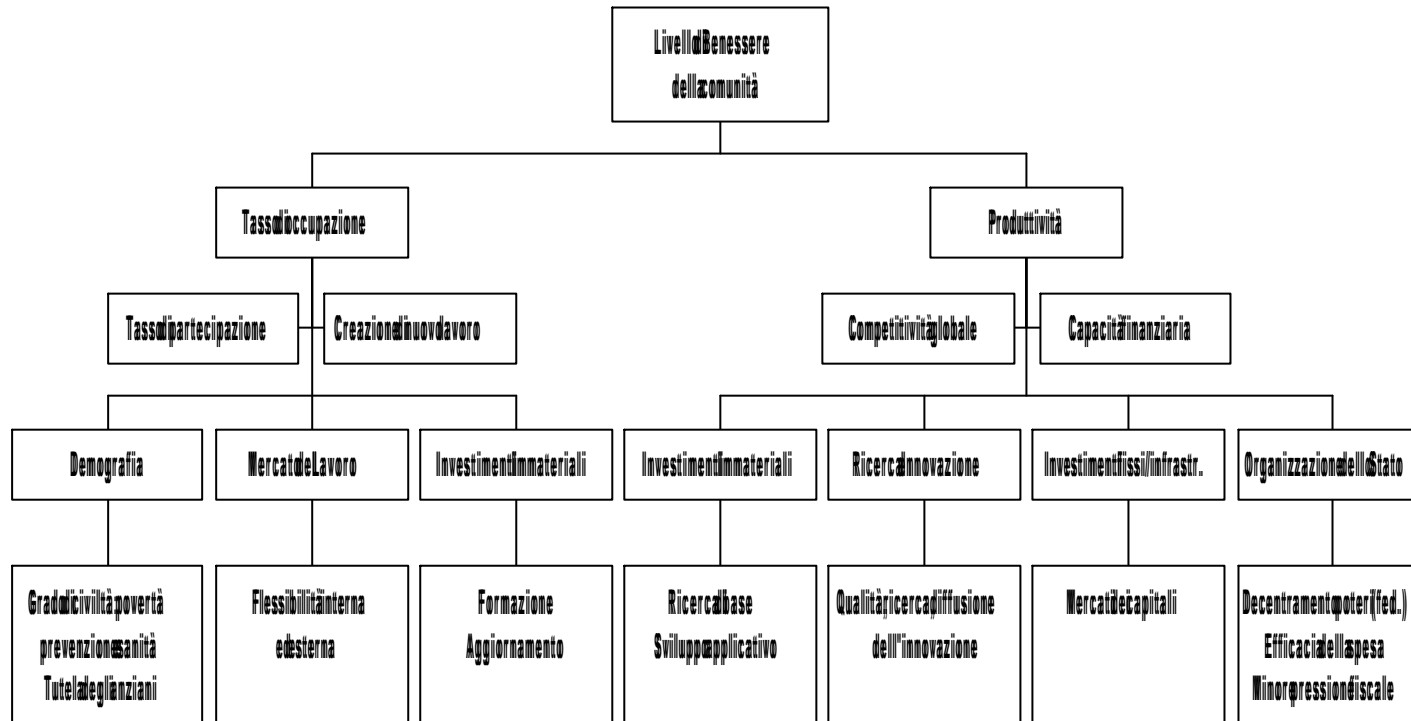 Livello di Benessere
della comunità
Tasso di occupazione
Produttività
Tasso di partecipazione
Creazione di nuovo lavoro
Competitività globale
Capacità finanziaria
Demografia
Mercato del Lavoro
Investimenti Immateriali
Investimenti Immateriali
Ricerca Innovazione
Investimenti fissi/infrastr.
Organizzazione dello Stato
Grado di civiltà, povertà
prevenzione sanità
Tutela degli anziani
Flessibilità interna
ed esterna
Formazione
Aggiornamento
Ricerca di base
Sviluppo applicativo
Qualità, ricerca, diffusione
dell'innovazione
Mercati dei capitali
Decentramento poteri (fed.)
Efficacia della spesa
Minore pressione fiscale